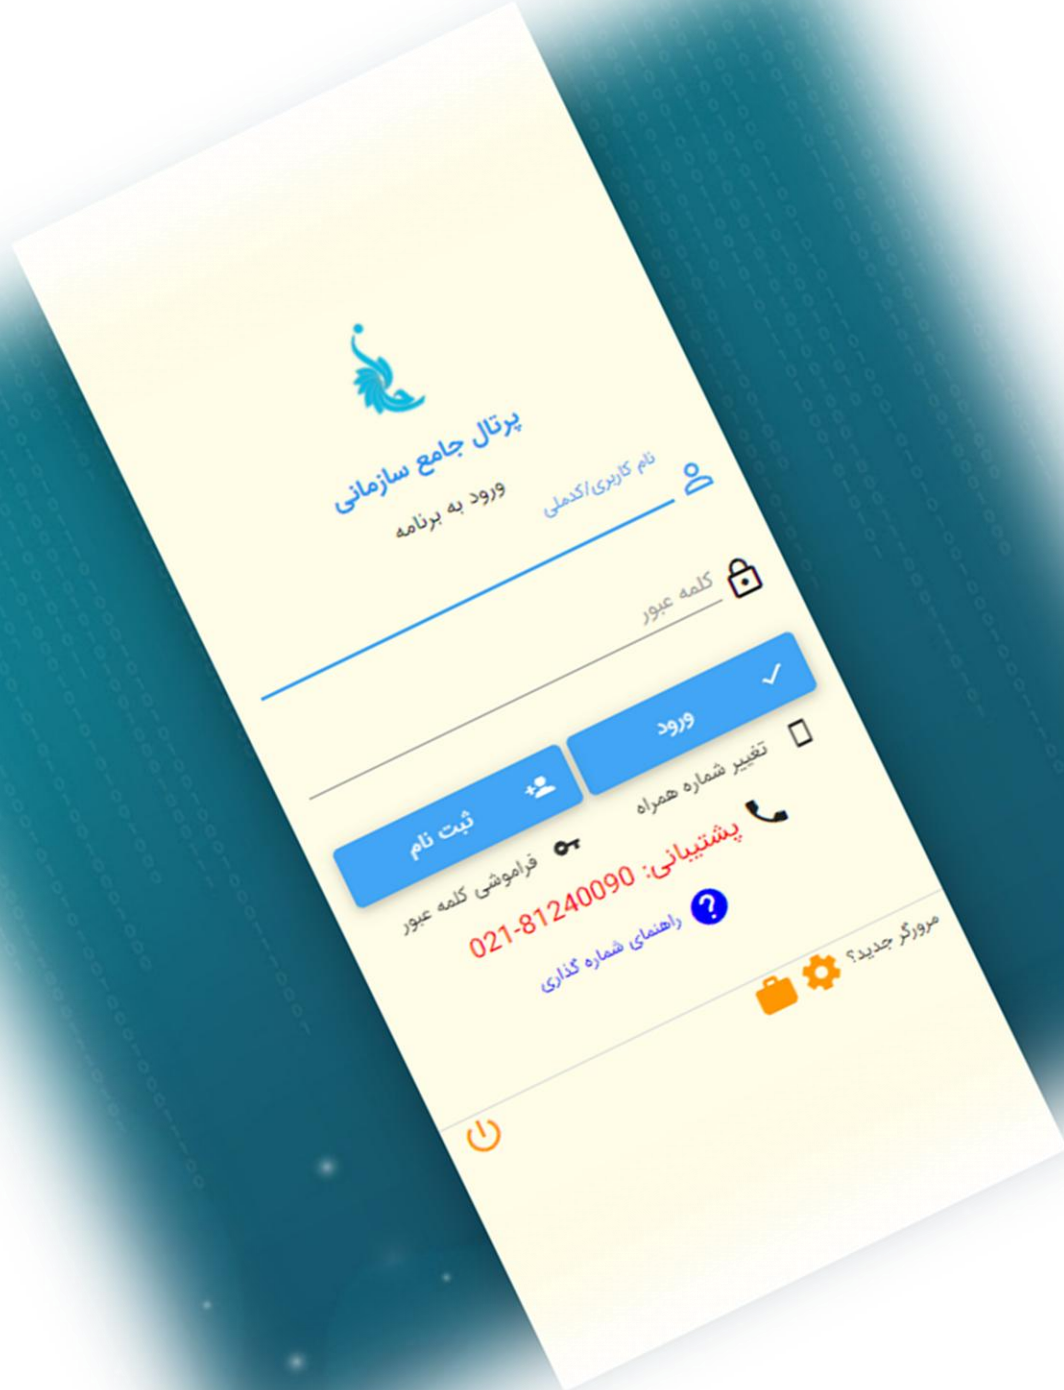 پرتال جامع سازمانی
ورود به برنامه
نام کاربری/کدملی
کلمه عبور
ورود
ثبت نام
تغییر شماره همراه
فراموشی کلمه عبور
پشتیبانی: 81240090-021
راهنمای شماره گذاری
مرورگر جدید؟